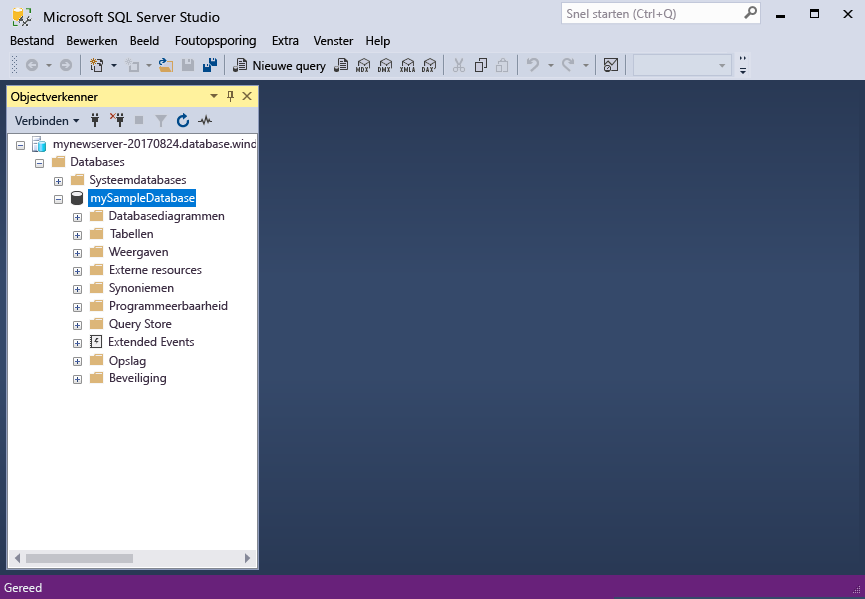 Microsoft SQL Server Studio
Snel starten (Ctrl+Q)
Bestand Bewerken Beeld Foutopsporing Extra Venster Help
Nieuwe query MDX DMX XMLA DAX
Objectverkenner
Verbinden
mynewserver-20170824.database.wind
Databases
Systeemdatabases
mySampleDatabase
Databasediagrammen
Tabellen
Weergaven
Externe resources
Synoniemen
Programmeerbaarheid
Query Store
Extended Events
Opslag
Beveiliging
Gereed